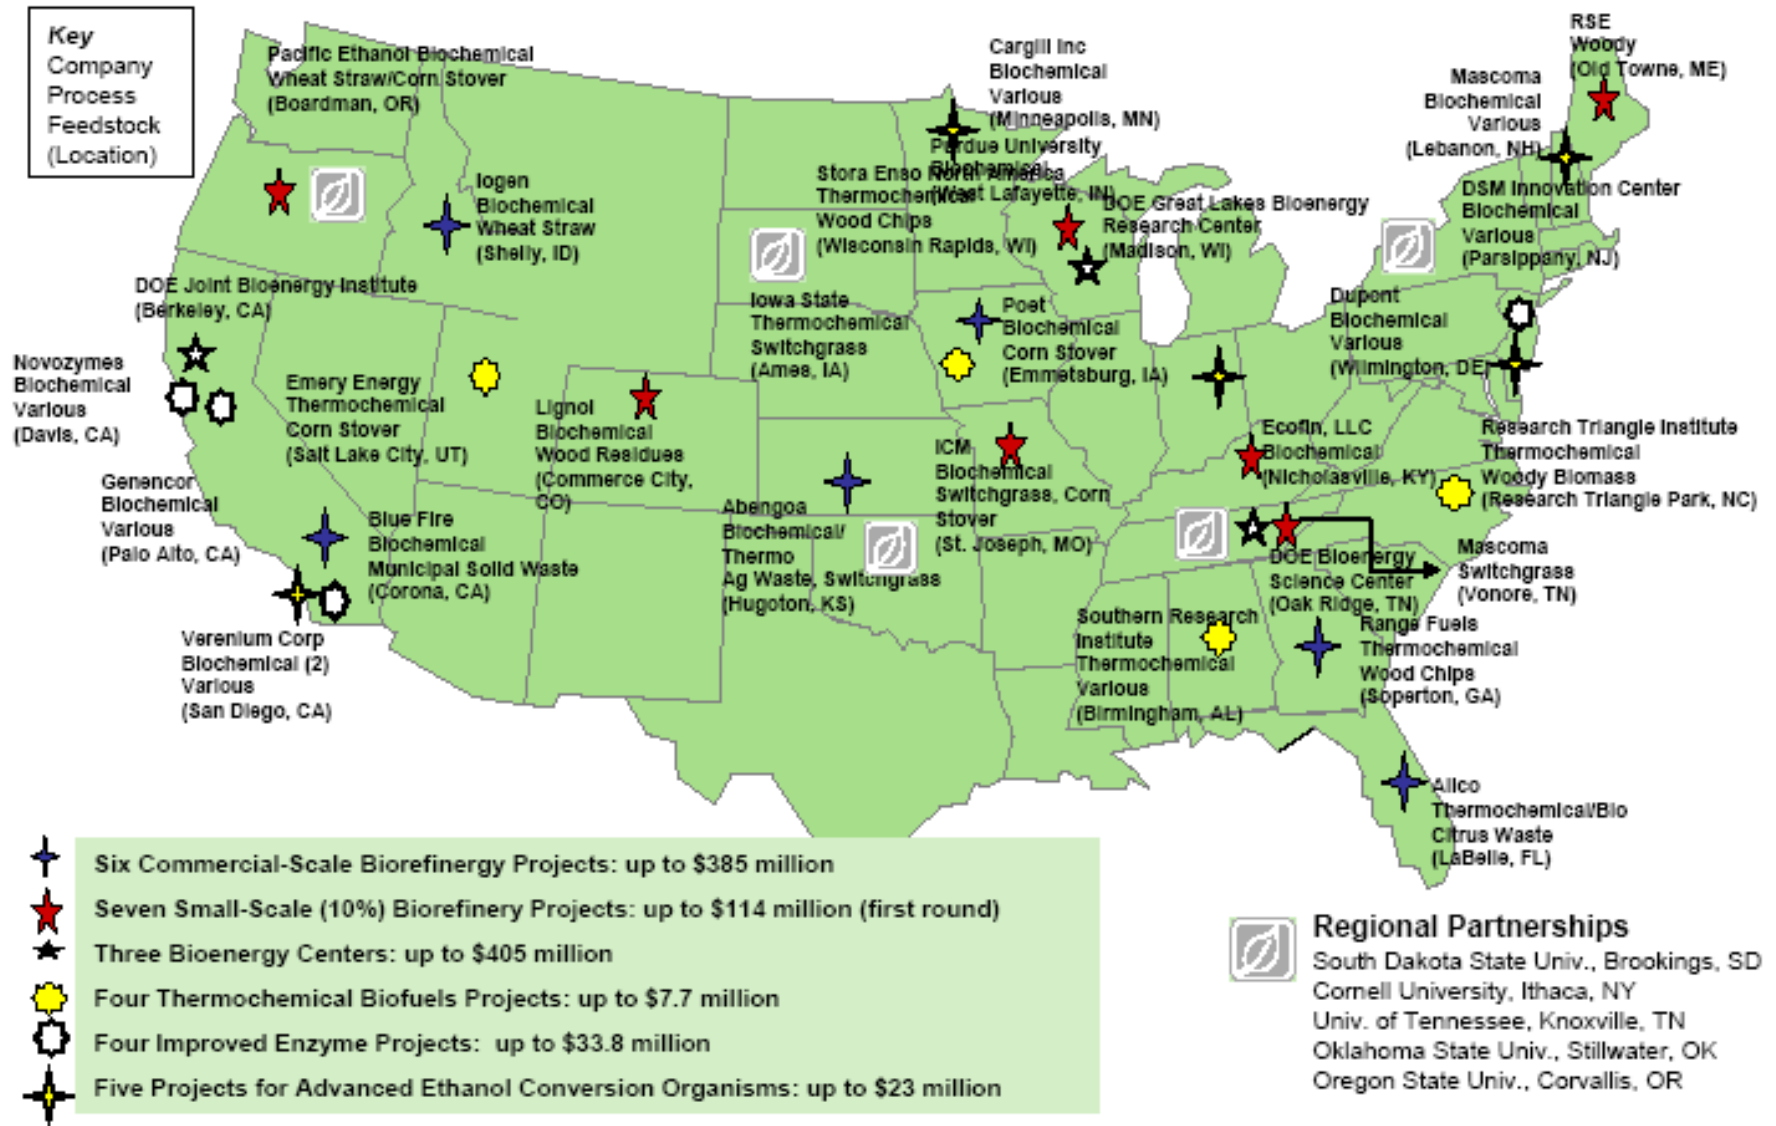 Key
Company
Process
Feedstock
(Location)
Pacific Ethanol Biochemical
Wheat Straw/Corn Stover
(Boardman, OR)
Iogen
Biochemical
Wheat Straw
(Shelly, ID)
Cargill Inc
Biochemical
Various
(Minneapolis, MN)
Purdue University
Biochemical
(West Lafayette, IN)
Stora Enso North America
Thermochemical
Wood Chips
(Wisconsin Rapids, WI)
DOE Great Lakes Bioenergy
Research Center
(Madison, WI)
RSE
Woody
(Old Towne, ME)
Mascoma
Biochemical
Various
(Lebanon, NH)
DSM Innovation Center
Biochemical
Various
(Parsippany, NJ)
Dupont
Biochemical
Various
(Wilmington, DE)
DOE Joint Bioenergy Institute
(Berkeley, CA)
Novozymes
Biochemical
Various
(Davis, CA)
Emery Energy
Thermochemical
Corn Stover
(Salt Lake City, UT)
Lignol
Biochemical
Wood Residues
(Commerce City,
CO)
Iowa State
Thermochemical
Switchgrass
(Ames, IA)
Poet
Biochemical
Corn Stover
(Emmetsburg, IA)
Genencor
Biochemical
Various
(Palo Alto, CA)
Blue Fire
Biochemical
Municipal Solid Waste
(Corona, CA)
Abengoa
Biochemical/
Thermo
Ag Waste, Switchgrass
(Hugoton, KS)
ICM
Biochemical
Switchgrass, Corn
Stover
(St. Joseph, MO)
Ecofin, LLC
Biochemical
(Nicholasville, KY)
Research Triangle Institute
Thermochemical
Woody Biomass
(Research Triangle Park, NC)
DOE Bioenergy
Science Center
(Oak Ridge, TN)
Mascoma
Switchgrass
(Vonore, TN)
Verenium Corp
Biochemical (2)
Various
(San Diego, CA)
Southern Research
Institute
Thermochemical
Various
(Birmingham, AL)
Range Fuels
Thermochemical
Wood Chips
(Soperton, GA)
Alico
Thermochemical/Bio
Citrus Waste
(LaBelle, FL)
Six Commercial-Scale Biorefinergy Projects: up to $385 million
Seven Small-Scale (10%) Biorefinery Projects: up to $114 million (first round)
Three Bioenergy Centers: up to $405 million
Four Thermochemical Biofuels Projects: up to $7.7 million
Four Improved Enzyme Projects: up to $33.8 million
Five Projects for Advanced Ethanol Conversion Organisms: up to $23 million
Regional Partnerships
South Dakota State Univ., Brookings, SD
Cornell University, Ithaca, NY
Univ. of Tennessee, Knoxville, TN
Oklahoma State Univ., Stillwater, OK
Oregon State Univ., Corvallis, OR